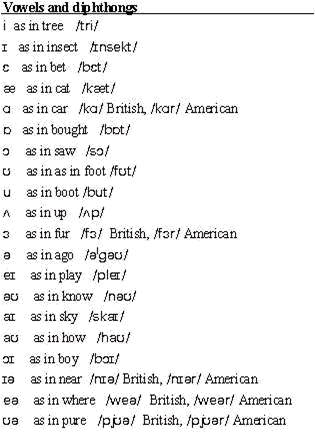 Vowels and diphthongs
i as in tree /tri/
ɪ as in insect /ɪnsekt/
ɛ as in bet /bɛt/
æ as in cat /kæt/
ɑ as in car /kɑ/ British, /kɑr/ American
ɒ as in bought /bɒt/
ɔ as in saw /sɔ/
ʊ as in as in foot /fʊt/
u as in boot /but/
ʌ as in up /ʌp/
ɜ as in fur /fɜ/ British, /fɜr/ American
ə as in ago /əˈgəʊ/
eɪ as in play /pleɪ/
əʊ as in know /nəʊ/
aɪ as in sky /skaɪ/
aʊ as in how /haʊ/
ɔɪ as in boy /bɔɪ/
ɪə as in near /nɪə/ British, /nɪər/ American
eə as in where /weə/ British, /weər/ American
ʊə as in pure /pjʊə/ British, /pjʊər/ American